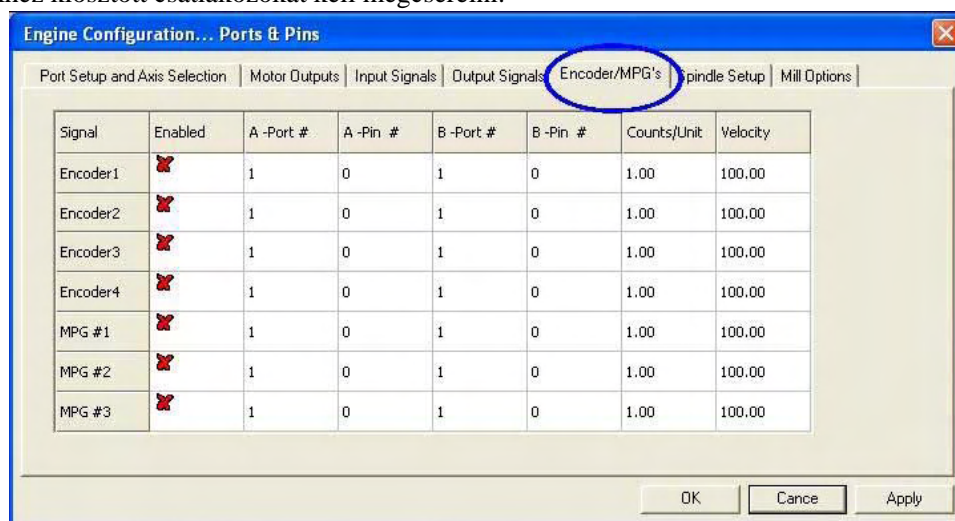 kiosztott csatlakozókat kell megcserélni.
Engine Configuration... Ports & Pins
Port Setup and Axis Selection Motor Outputs Input Signals Output Signals Encoder/MPG's Spindle Setup Mill Options
Signal Enabled A -Port # A -Pin # B -Port # B -Pin # Counts/Unit Velocity
Encoder1 1 0 1 0 1.00 100.00
Encoder2 1 0 1 0 1.00 100.00
Encoder3 1 0 1 0 1.00 100.00
Encoder4 1 0 1 0 1.00 100.00
MPG #1 1 0 1 0 1.00 100.00
MPG #2 1 0 1 0 1.00 100.00
MPG #3 1 0 1 0 1.00 100.00
OK Cance Apply